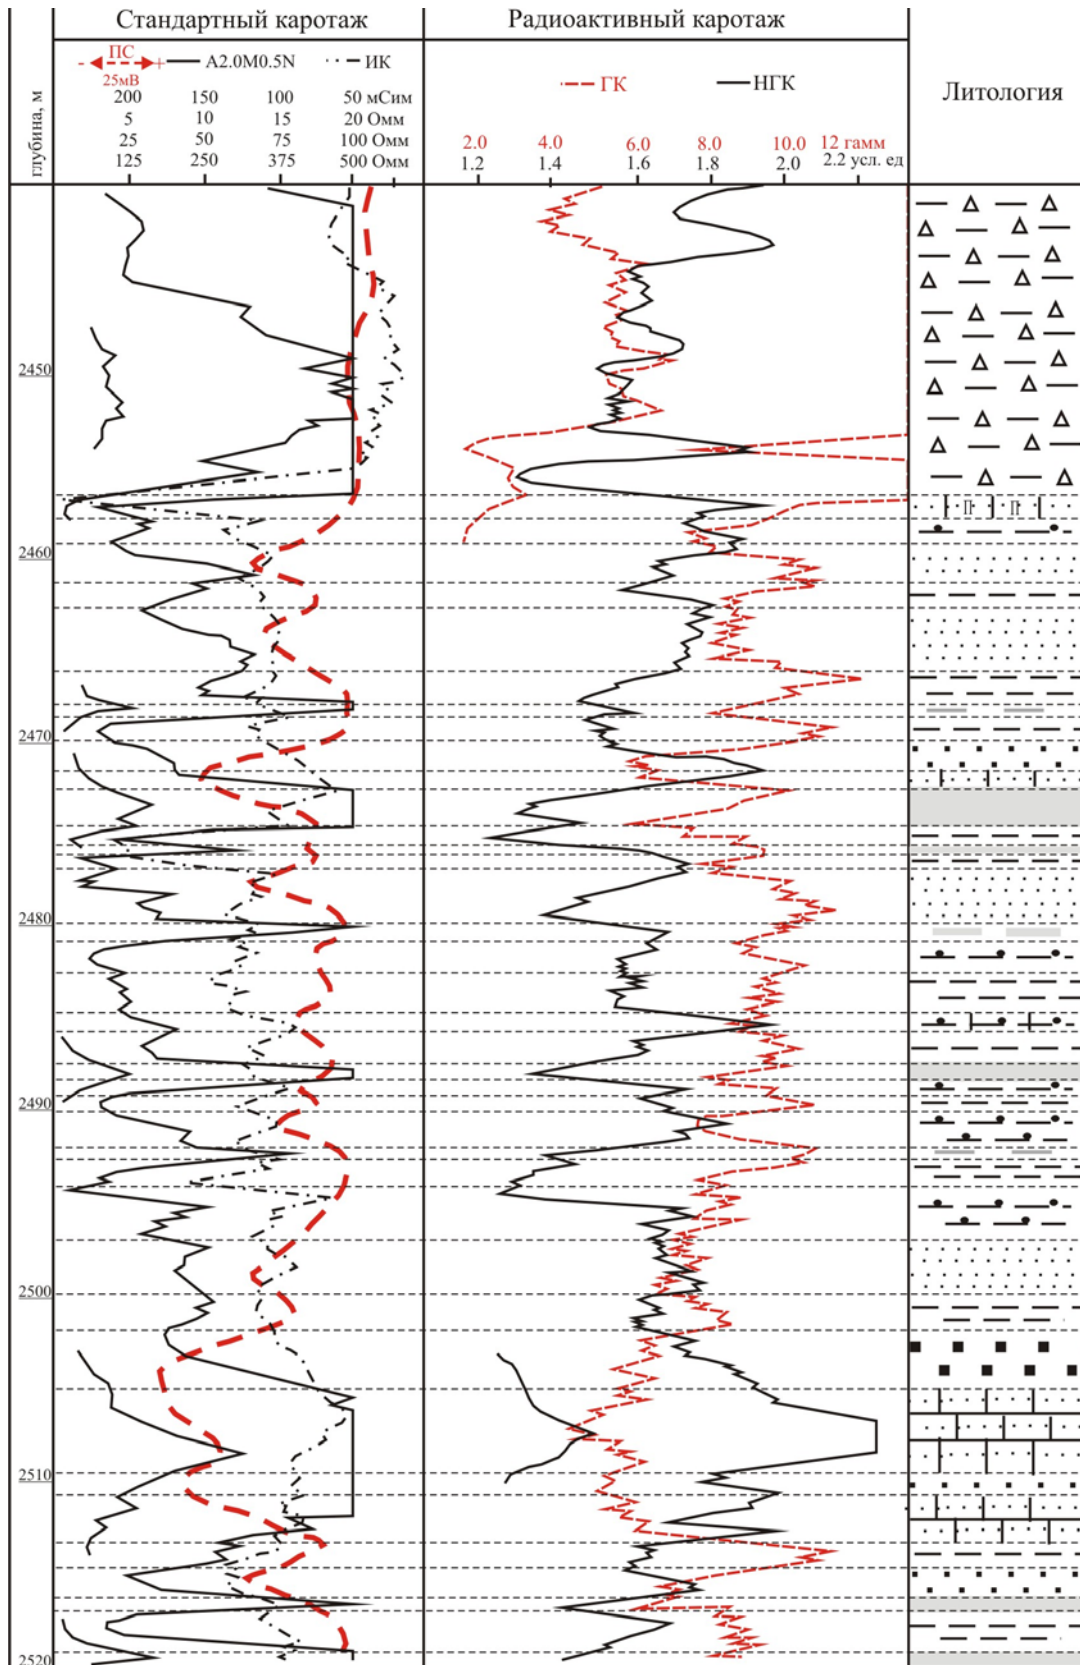 Стандартный каротаж Радиоактивный каротаж
глубина, м
- ПС + A2.0M0.5N ИК
25мВ
200 150 100 50 мСим
5 10 15 20 Омм
25 50 75 100 Омм
125 250 375 500 Омм
ГК НГК
2.0 4.0 6.0 8.0 10.0 12 гамм
1.2 1.4 1.6 1.8 2.0 2.2 усл. ед
Литология
2450
2460
2470
2480
2490
2500
2510
2520